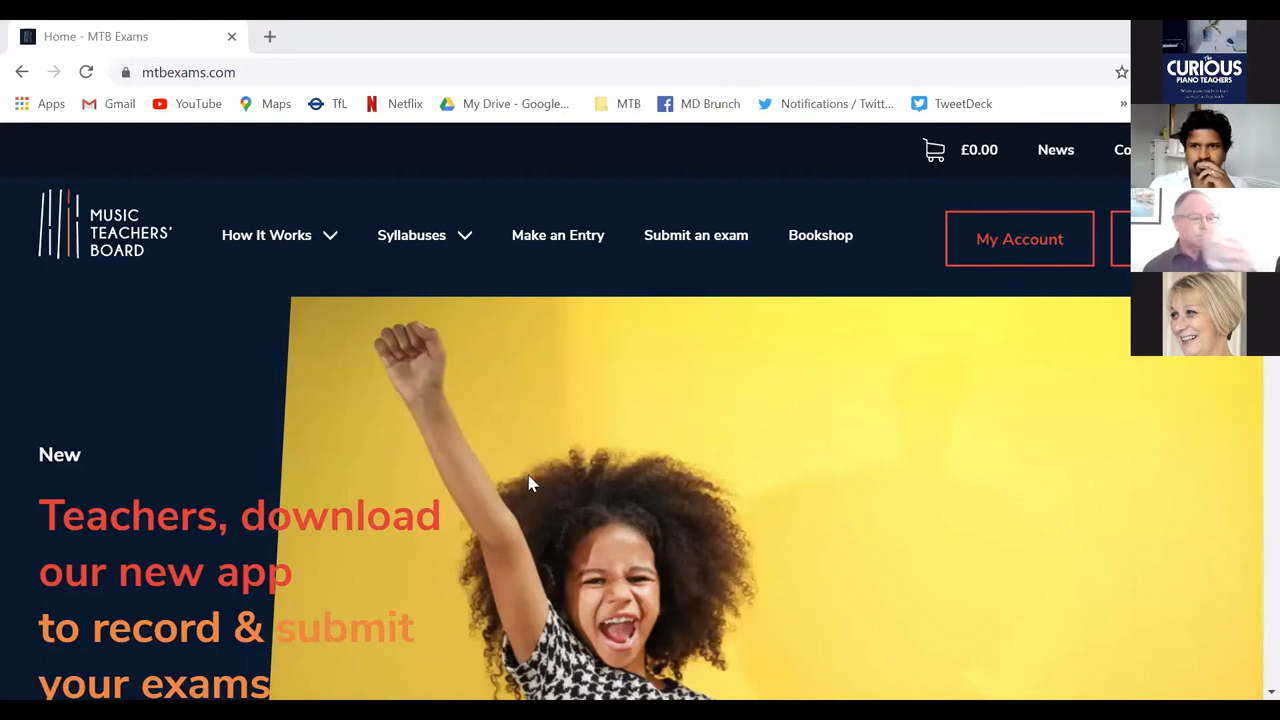 Home - MTB Exams
mtbexams.com
Apps Gmail YouTube Maps TfL Netflix My Drive - Google... MTB MD Brunch Notifications / Twitt... TweetDeck »
£0.00 News Co
MUSIC
TEACHERS'
BOARD
How It Works Syllabuses Make an Entry Submit an exam Bookshop
My Account
New
Teachers, download
our new app
to record & submit
your exams
The
CURIOUS
PIANO TEACHERS